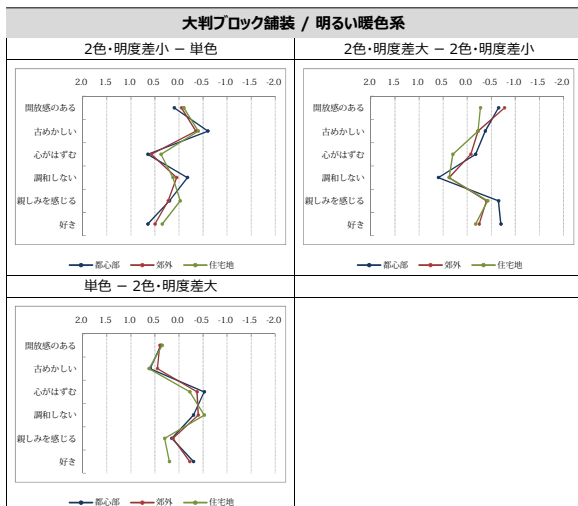 大判ブロック舗装 / 明るい暖色系
2色・明度差小 － 単色
2.0 1.5 1.0 0.5 0.0 -0.5 -1.0 -1.5 -2.0
開放感のある
古めかしい
心がはずむ
調和しない
親しみを感じる
好き
都心部 郊外 住宅地
2色・明度差大 － 2色・明度差小
2.0 1.5 1.0 0.5 0.0 -0.5 -1.0 -1.5 -2.0
開放感のある
古めかしい
心がはずむ
調和しない
親しみを感じる
好き
都心部 郊外 住宅地
単色 － 2色・明度差大
2.0 1.5 1.0 0.5 0.0 -0.5 -1.0 -1.5 -2.0
開放感のある
古めかしい
心がはずむ
調和しない
親しみを感じる
好き
都心部 郊外 住宅地